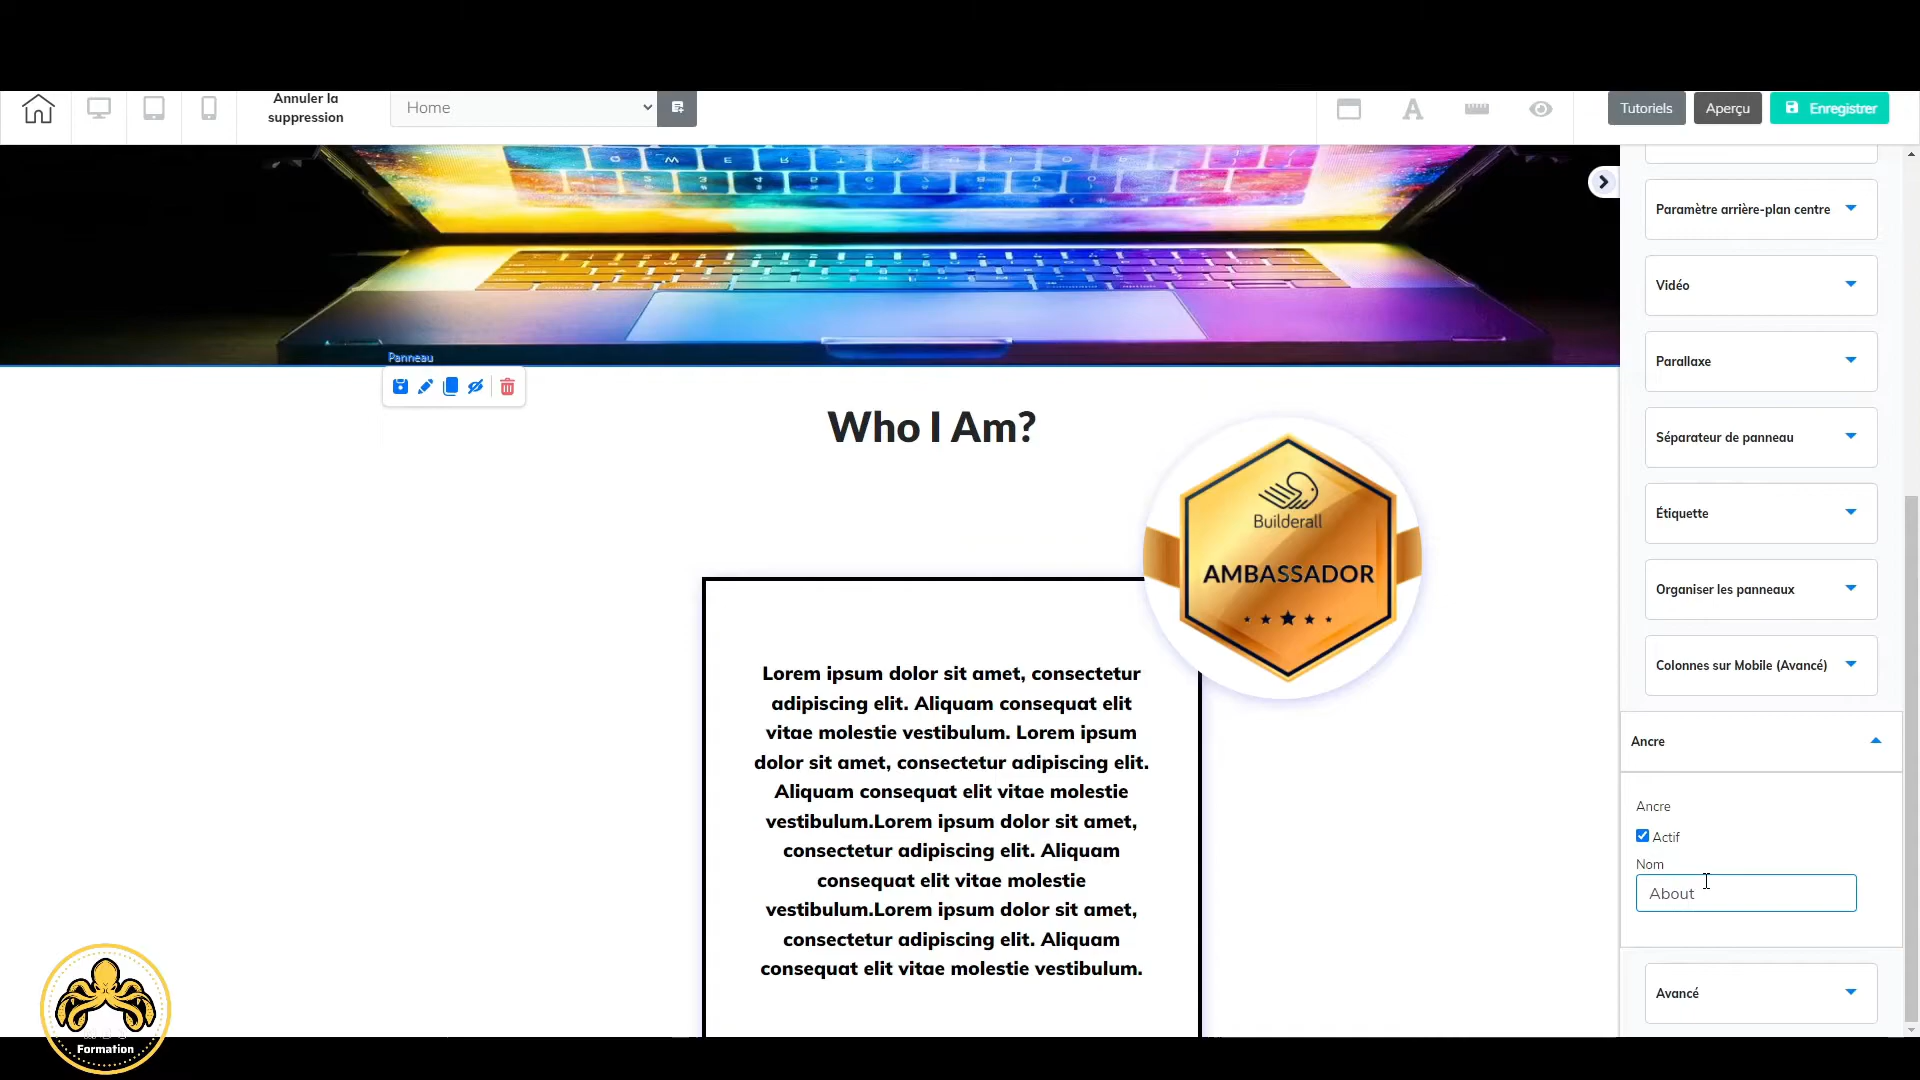 Annuler la
suppression
Home
Tutoriels
Aperçu
Enregistrer
Paramètre arrière-plan centre
Vidéo
Parallaxe
Panneau
Séparateur de panneau
Who I Am?
Builderall
AMBASSADOR
Étiquette
Organiser les panneaux
Colonnes sur Mobile (Avancé)
Lorem ipsum dolor sit amet, consectetur
adipiscing elit. Aliquam consequat elit
vitae molestie vestibulum. Lorem ipsum
dolor sit amet, consectetur adipiscing elit.
Aliquam consequat elit vitae molestie
vestibulum.Lorem ipsum dolor sit amet,
consectetur adipiscing elit. Aliquam
consequat elit vitae molestie
vestibulum.Lorem ipsum dolor sit amet,
consectetur adipiscing elit. Aliquam
consequat elit vitae molestie vestibulum.
Ancre
Ancre
Actif
Nom
About
Avancé
Formation